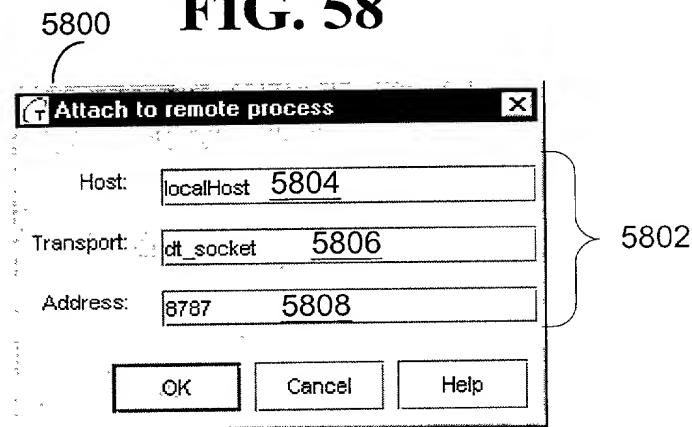 FIG. 58
5800
Attach to remote process
Host: localHost 5804
Transport: dt_socket 5806
5802
Address: 8787 5808
OK Cancel Help